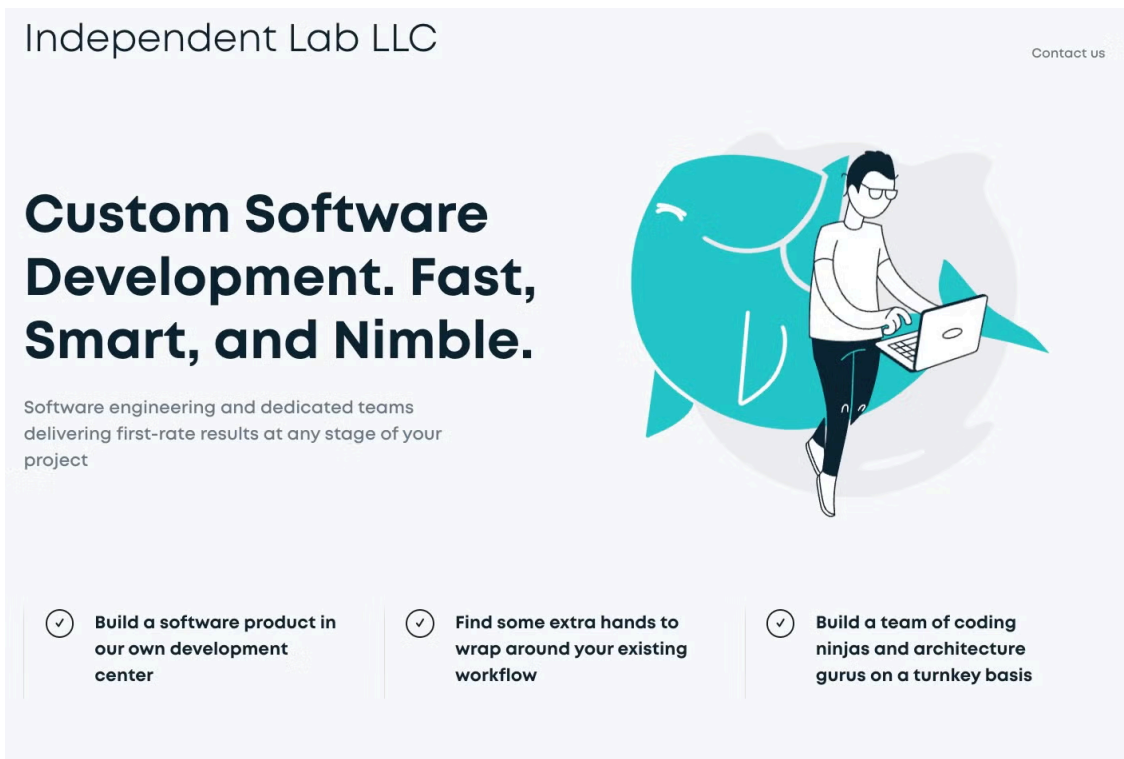 Independent Lab LLC
Contact us
Custom Software
Development. Fast,
Smart, and Nimble.
Software engineering and dedicated teams
delivering first-rate results at any stage of your
project
Build a software product in
our own development
center
Find some extra hands to
wrap around your existing
workflow
Build a team of coding
ninjas and architecture
gurus on a turnkey basis